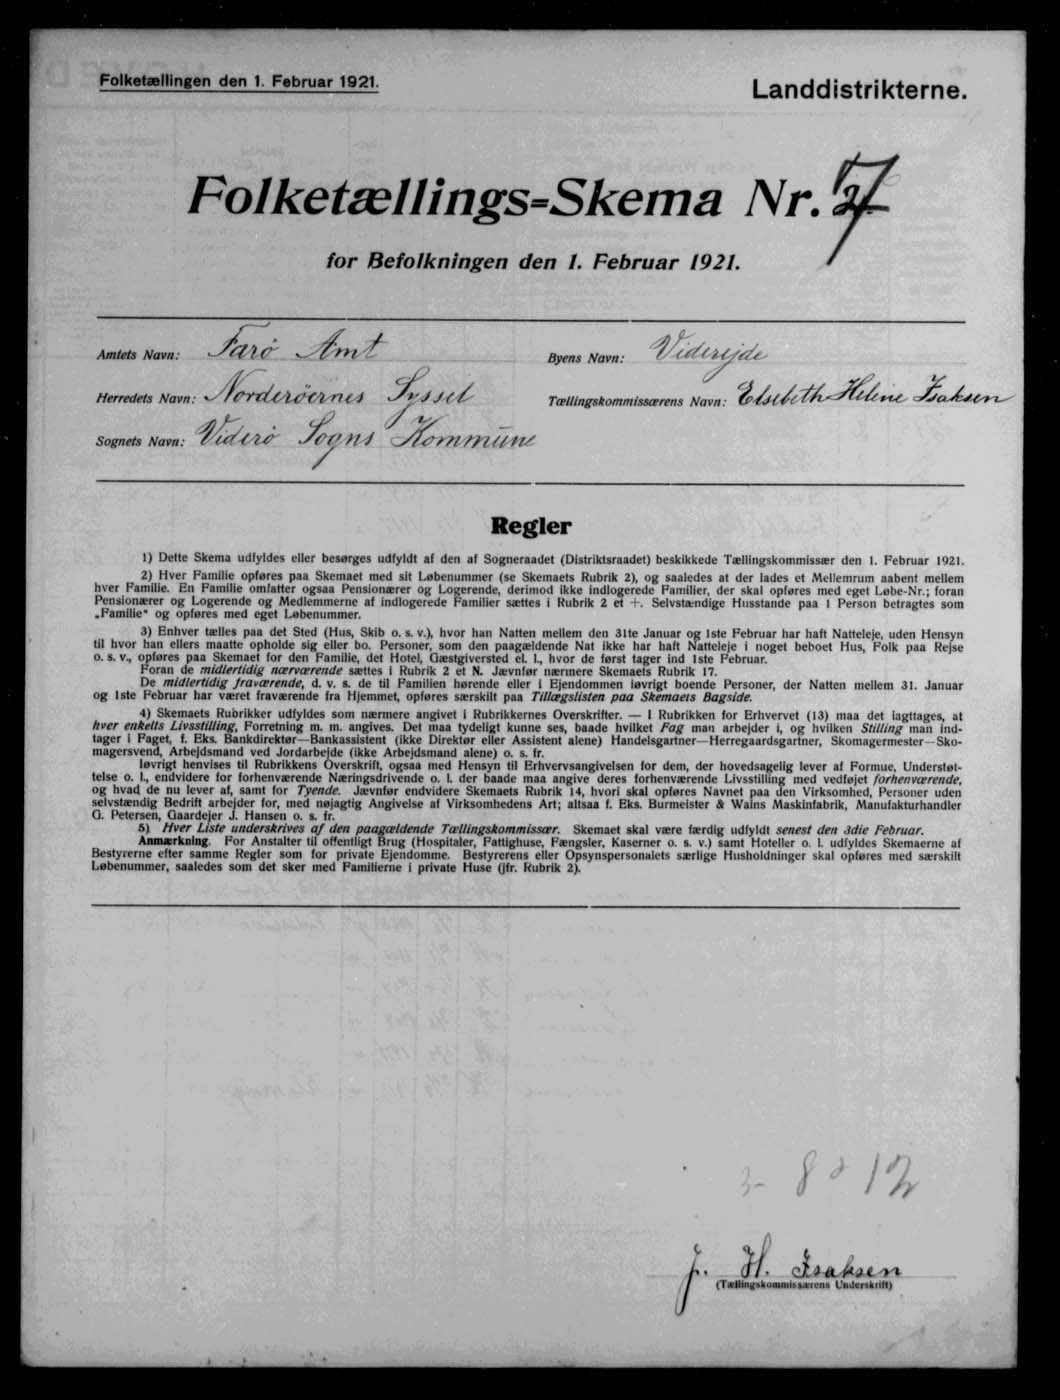 Folketællingen den 1. Februar 1921.
Landdistrikterne.
Folketællings=Skema Nr. 7
for Befolkningen den 1. Februar 1921.
Amtets Navn: Farö Amt
Byens Navn: Viderejde
Herredets Navn: Norderöernes Syssel
Tællingskommissærens Navn: Elsebeth Helene Isaksen
Sognets Navn: Viderö Sogns Kommune
Regler
1) Dette Skema udfyldes eller besørges udfyldt af den af Sogneraadet (Distriktsraadet) beskikkede Tællingskommissær den 1. Februar 1921.
2) Hver Familie opføres paa Skemaet med sit Løbenummer (se Skemaets Rubrik 2), og saaledes at der lades et Mellemrum aabent mellem
hver Familie. En Familie omfatter ogsaa Pensionærer og Logerende, derimod ikke indlogerede Familier, der skal opføres med eget Løbe-Nr.; foran
Pensionærer og Logerende og Medlemmerne af indlogerede Familier sættes i Rubrik 2 et +. Selvstændige Husstande paa 1 Person betragtes som
„Familie“ og opføres med eget Løbenummer.
3) Enhver tælles paa det Sted (Hus, Skib o. s. v.), hvor han Natten mellem den 31te Januar og 1ste Februar har haft Natteleje, uden Hensyn
til hvor han ellers maatte opholde sig eller bo. Personer, som den paagældende Nat ikke har haft Natteleje i noget beboet Hus, Folk paa Rejse
o. s. v., opføres paa Skemaet for den Familie, det Hotel, Gæstgiversted el. l., hvor de først tager ind 1ste Februar.
Foran de midlertidig nærværende sættes i Rubrik 2 et N. Jævnfør nærmere Skemaets Rubrik 17.
De midlertidig fraværende, d. v. s. de til Familien hørende eller i Ejendommen iøvrigt boende Personer, der Natten mellem 31. Januar
og 1ste Februar har været fraværende fra Hjemmet, opføres særskilt paa Tillægslisten paa Skemaets Bagside.
4) Skemaets Rubrikker udfyldes som nærmere angivet i Rubrikkernes Overskrifter. — I Rubrikken for Erhvervet (13) maa det iagttages, at
hver enkelts Livsstilling, Forretning m. m. angives. Det maa tydeligt kunne ses, baade hvilket Fag man arbejder i, og hvilken Stilling man ind-
tager i Faget, f. Eks. Bankdirektør—Bankassistent (ikke Direktør eller Assistent alene) Handelsgartner—Herregaardsgartner, Skomagermester—Sko-
magersvend, Arbejdsmand ved Jordarbejde (ikke Arbejdsmand alene) o. s. fr.
Iøvrigt henvises til Rubrikkens Overskrift, ogsaa med Hensyn til Erhvervsangivelsen for dem, der hovedsagelig lever af Formue, Understøt-
telse o. l., endvidere for forhenværende Næringsdrivende o. l. der baade maa angive deres forhenværende Livsstilling med vedføjet forhenværende,
og hvad de nu lever af, samt for Tyende. Jævnfør endvidere Skemaets Rubrik 14, hvori skal opføres Navnet paa den Virksomhed, Personer uden
selvstændig Bedrift arbejder for, med nøjagtig Angivelse af Virksomhedens Art; altsaa f. Eks. Burmeister & Wains Maskinfabrik, Manufakturhandler
G. Petersen, Gaardejer J. Hansen o. s. fr.
5) Hver Liste underskrives af den paagældende Tællingskommissær. Skemaet skal være færdig udfyldt senest den 3die Februar.
Anmærkning. For Anstalter til offentligt Brug (Hospitaler, Fattighuse, Fængsler, Kaserner o. s. v.) samt Hoteller o. l. udfyldes Skemaerne af
Bestyrerne efter samme Regler som for private Ejendomme. Bestyrerens eller Opsynspersonalets særlige Husholdninger skal opføres med særskilt
Løbenummer, saaledes som det sker med Familierne i private Huse (jfr. Rubrik 2).
3- 8 12
J. H. Isaksen
(Tællingskommissærens Underskrift)